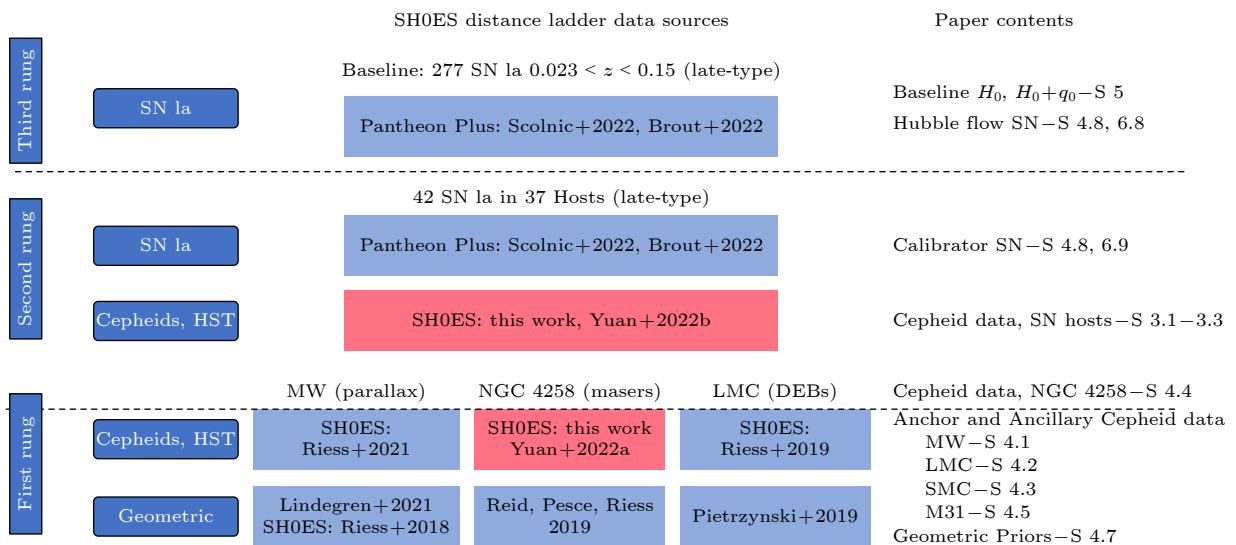 SH0ES distance ladder data sources
Paper contents
Third rung
Baseline: 277 SN la 0.023 < z < 0.15 (late-type)
SN la
Pantheon Plus: Scolnic+2022, Brout+2022
Baseline H₀, H₀+q₀−S 5
Hubble flow SN−S 4.8, 6.8
Second rung
42 SN la in 37 Hosts (late-type)
SN la
Pantheon Plus: Scolnic+2022, Brout+2022
Calibrator SN−S 4.8, 6.9
Cepheids, HST
SH0ES: this work, Yuan+2022b
Cepheid data, SN hosts−S 3.1−3.3
First rung
MW (parallax)
NGC 4258 (masers)
LMC (DEBs)
Cepheid data, NGC 4258−S 4.4
Cepheids, HST
SH0ES:
Riess+2021
SH0ES: this work
Yuan+2022a
SH0ES:
Riess+2019
Anchor and Ancillary Cepheid data
MW−S 4.1
LMC−S 4.2
SMC−S 4.3
M31−S 4.5
Geometric Priors−S 4.7
Geometric
Lindegren+2021
SH0ES: Riess+2018
Reid, Pesce, Riess
2019
Pietrzynski+2019